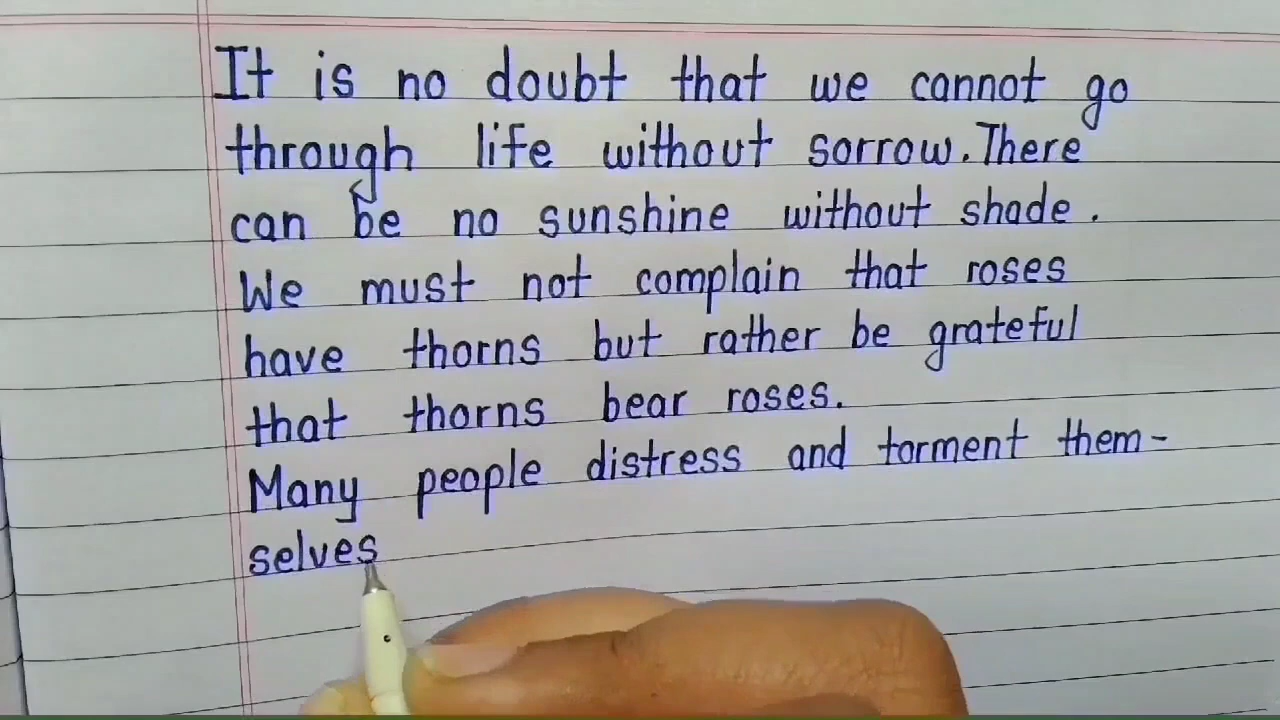 It is no doubt that we cannot go
through life without sorrow. There
can be no sunshine without shade.
We must not complain that roses
have thorns but rather be grateful
that thorns bear roses.
Many people distress and torment them-
selves